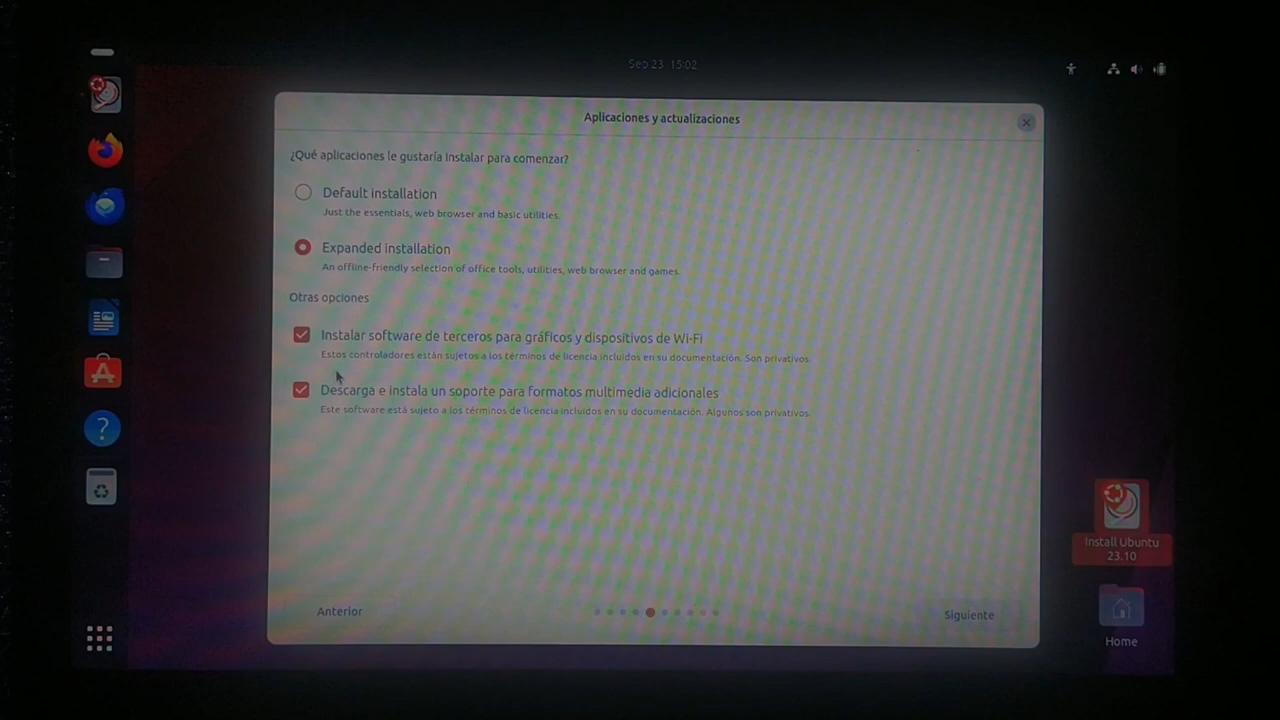 Sep 23 15:02
Aplicaciones y actualizaciones
¿Qué aplicaciones le gustaría instalar para comenzar?
Default installation
Just the essentials, web browser and basic utilities.
Expanded installation
An offline-friendly selection of office tools, utilities, web browser and games.
Otras opciones
Instalar software de terceros para gráficos y dispositivos de Wi-Fi
Estos controladores están sujetos a los términos de licencia incluidos en su documentación. Son privativos.
Descarga e instala un soporte para formatos multimedia adicionales
Este software está sujeto a los términos de licencia incluidos en su documentación. Algunos son privativos.
Anterior
Siguiente
Install Ubuntu
23.10
Home